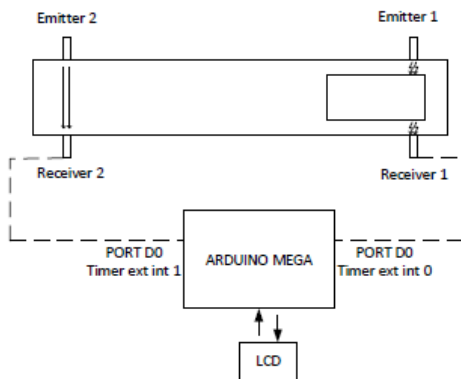 Emitter 2
Emitter 1
Receiver 2
Receiver 1
PORT D0
Timer ext int 1
ARDUINO MEGA
PORT D0
Timer ext int 0
LCD